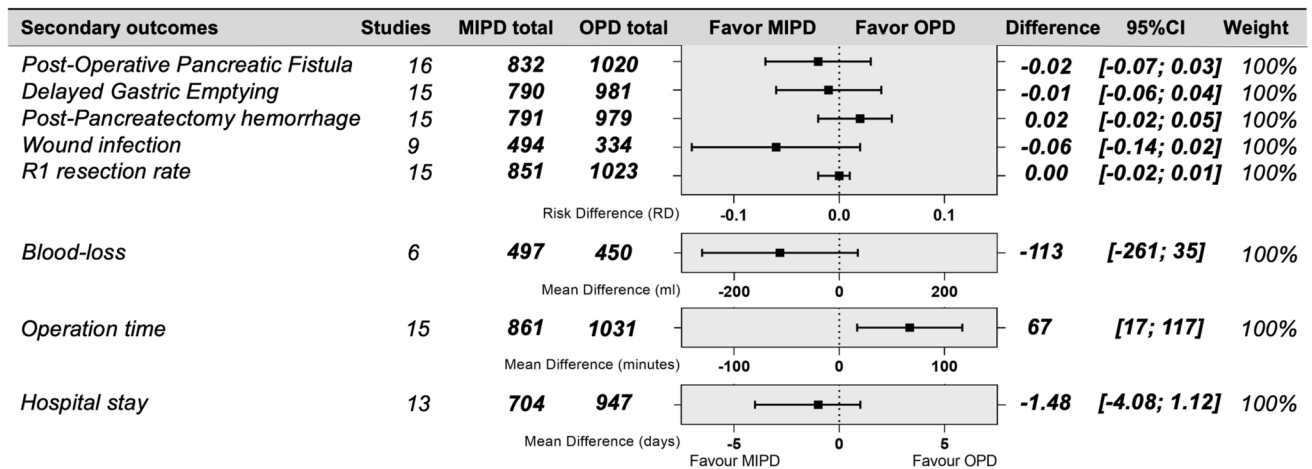 Secondary outcomes Studies MIPD total OPD total Favor MIPD Favor OPD Difference 95%CI Weight
Post-Operative Pancreatic Fistula 16 832 1020 -0.02 [-0.07; 0.03] 100%
Delayed Gastric Emptying 15 790 981 -0.01 [-0.06; 0.04] 100%
Post-Pancreatectomy hemorrhage 15 791 979 0.02 [-0.02; 0.05] 100%
Wound infection 9 494 334 -0.06 [-0.14; 0.02] 100%
R1 resection rate 15 851 1023 0.00 [-0.02; 0.01] 100%
Risk Difference (RD) -0.1 0.0 0.1
Blood-loss 6 497 450 -113 [-261; 35] 100%
Mean Difference (ml) -200 0 200
Operation time 15 861 1031 67 [17; 117] 100%
Mean Difference (minutes) -100 0 100
Hospital stay 13 704 947 -1.48 [-4.08; 1.12] 100%
Mean Difference (days) -5 0 5
Favour MIPD Favour OPD